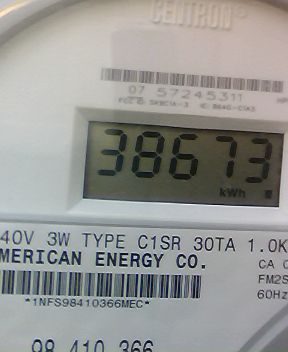 CENTRON®
07 57245311
38673
kWh
40V 3W TYPE C1SR 30TA 1.0K
MERICAN ENERGY CO.
CA
FM2S
60Hz
*1NFS98410366MEC*
98 410 366